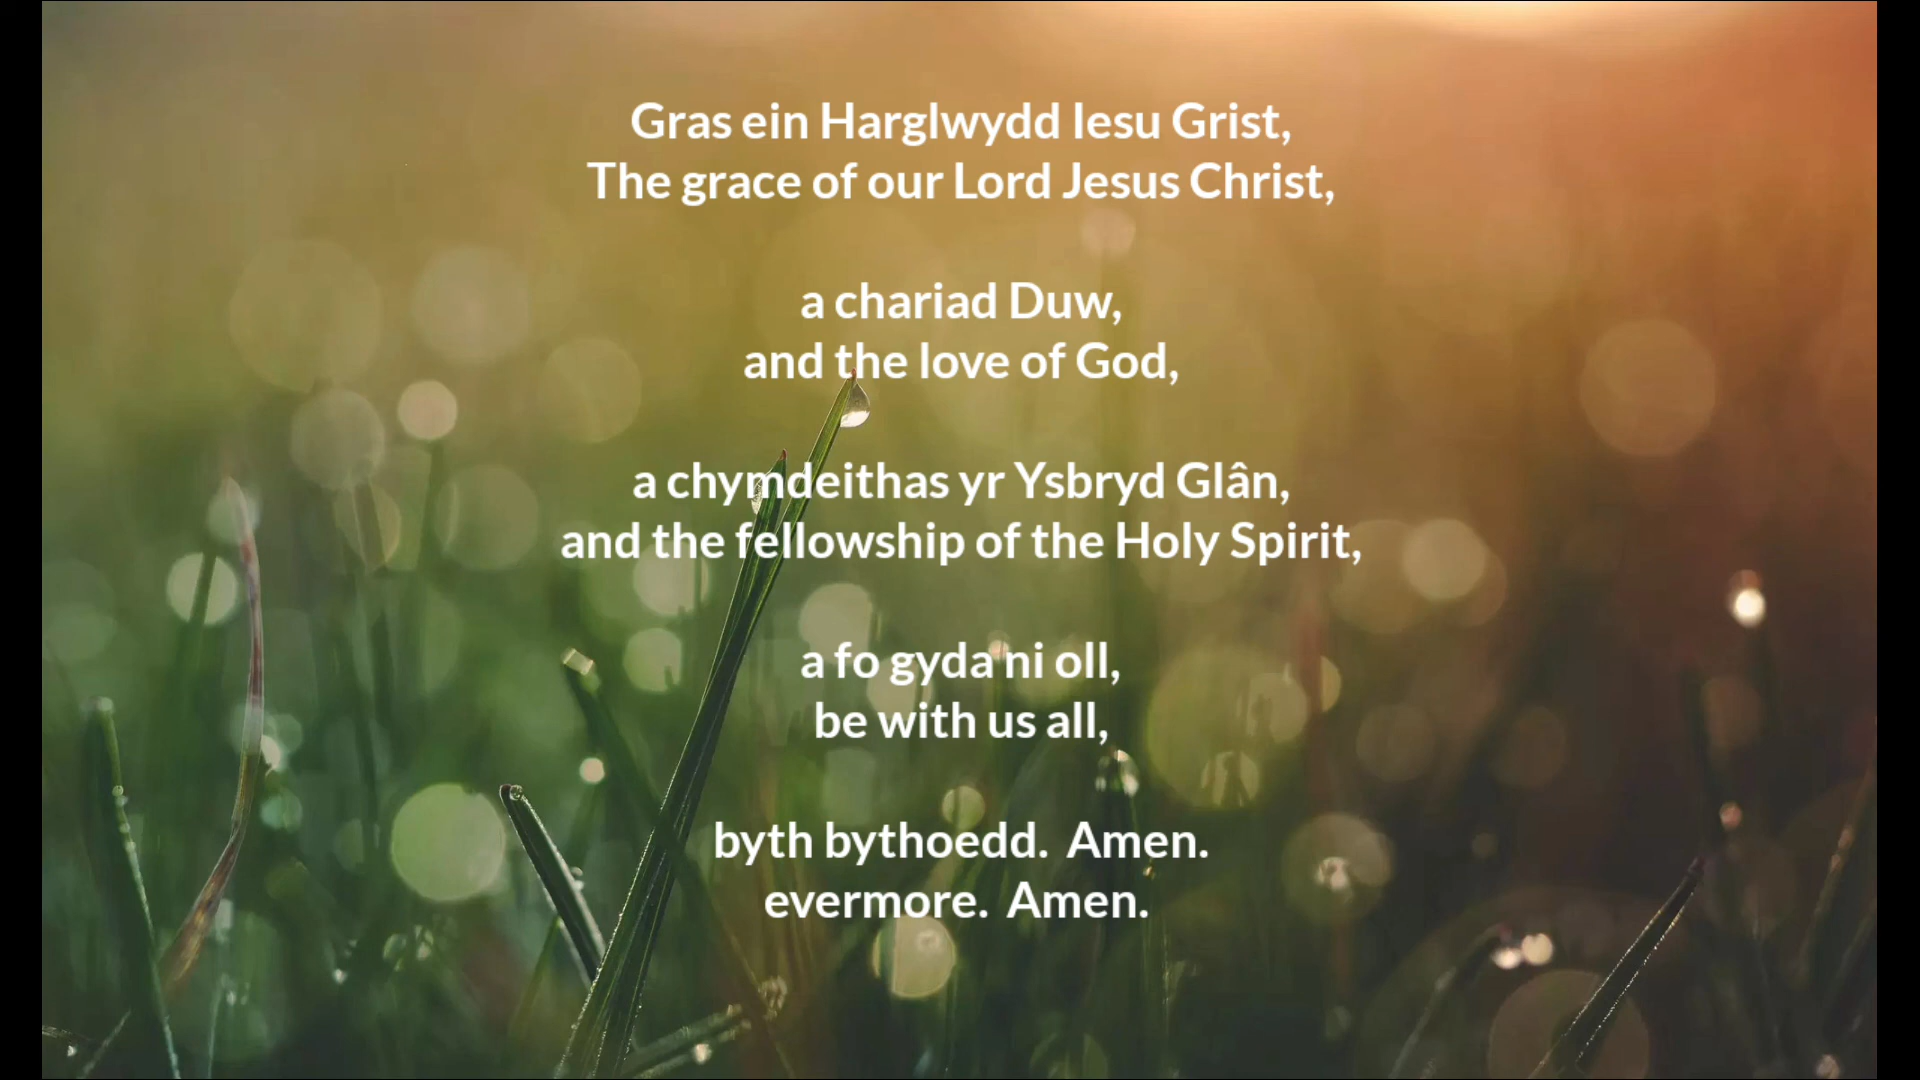 Gras ein Harglwydd Iesu Grist,
The grace of our Lord Jesus Christ,
a chariad Duw,
and the love of God,
a chymdeithas yr Ysbryd Glân,
and the fellowship of the Holy Spirit,
a fo gyda ni oll,
be with us all,
byth bythoedd.  Amen.
evermore.  Amen.